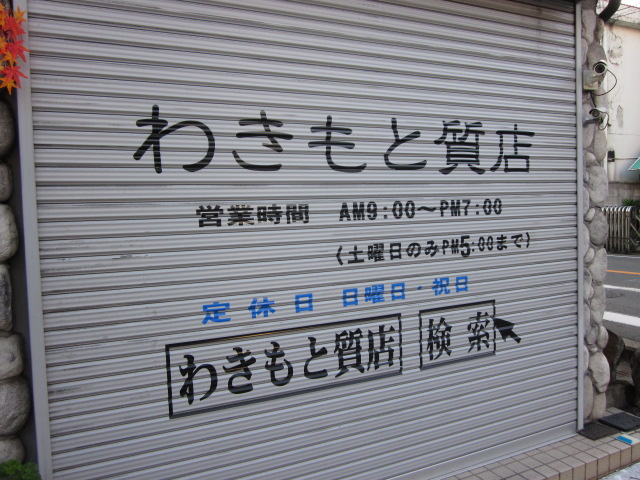 わきもと質店
営業時間 AM9:00〜PM7:00
(土曜日のみPM5:00まで)
定休日 日曜日・祝日
わきもと質店 検索